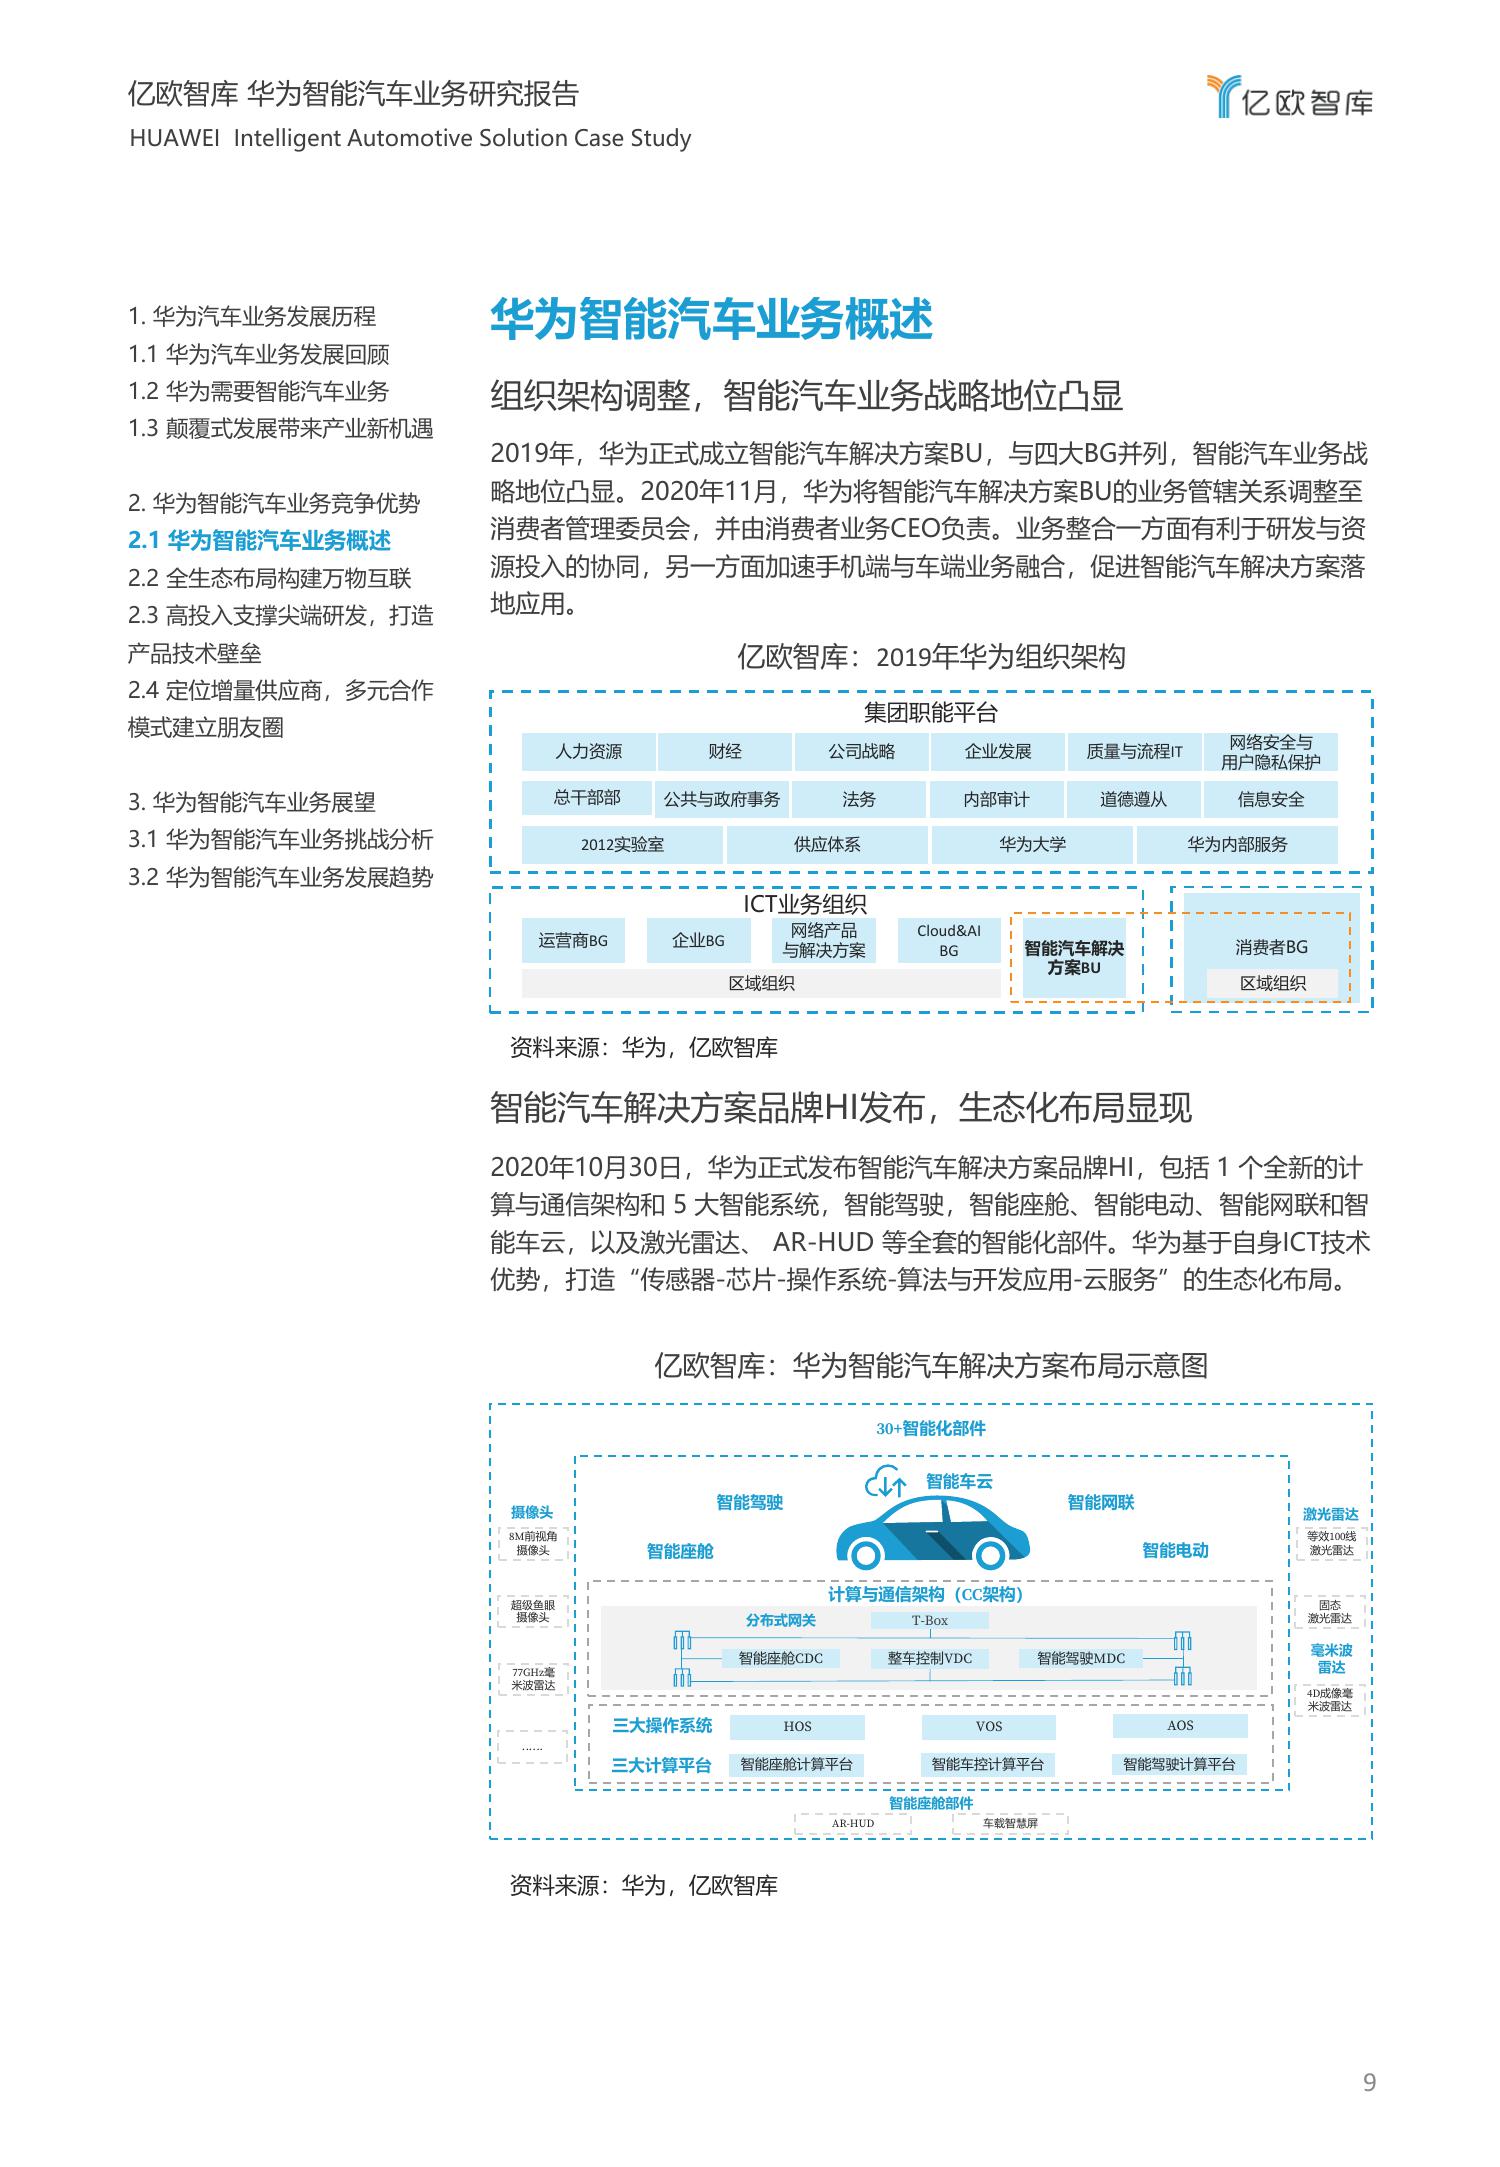 亿欧智库 华为智能汽车业务研究报告
HUAWEI Intelligent Automotive Solution Case Study
亿欧智库
1. 华为汽车业务发展历程
1.1 华为汽车业务发展回顾
1.2 华为需要智能汽车业务
1.3 颠覆式发展带来产业新机遇
2. 华为智能汽车业务竞争优势
2.1 华为智能汽车业务概述
2.2 全生态布局构建万物互联
2.3 高投入支撑尖端研发，打造
产品技术壁垒
2.4 定位增量供应商，多元合作
模式建立朋友圈
3. 华为智能汽车业务展望
3.1 华为智能汽车业务挑战分析
3.2 华为智能汽车业务发展趋势
华为智能汽车业务概述
组织架构调整，智能汽车业务战略地位凸显
2019年，华为正式成立智能汽车解决方案BU，与四大BG并列，智能汽车业务战
略地位凸显。2020年11月，华为将智能汽车解决方案BU的业务管辖关系调整至
消费者管理委员会，并由消费者业务CEO负责。业务整合一方面有利于研发与资
源投入的协同，另一方面加速手机端与车端业务融合，促进智能汽车解决方案落
地应用。
亿欧智库：2019年华为组织架构
集团职能平台
人力资源 财经 公司战略 企业发展 质量与流程IT 网络安全与
用户隐私保护
总干部部 公共与政府事务 法务 内部审计 道德遵从 信息安全
2012实验室 供应体系 华为大学 华为内部服务
ICT业务组织
运营商BG 企业BG 网络产品
与解决方案
Cloud&AI
BG
区域组织
智能汽车解决
方案BU
消费者BG
区域组织
资料来源：华为，亿欧智库
智能汽车解决方案品牌HI发布，生态化布局显现
2020年10月30日，华为正式发布智能汽车解决方案品牌HI，包括 1 个全新的计
算与通信架构和 5 大智能系统，智能驾驶，智能座舱、智能电动、智能网联和智
能车云，以及激光雷达、 AR-HUD 等全套的智能化部件。华为基于自身ICT技术
优势，打造“传感器-芯片-操作系统-算法与开发应用-云服务”的生态化布局。
亿欧智库：华为智能汽车解决方案布局示意图
30+智能化部件
摄像头
8M前视角
摄像头
超级鱼眼
摄像头
77GHz毫
米波雷达
……
智能车云
智能驾驶 智能网联
智能座舱 智能电动
计算与通信架构（CC架构）
分布式网关 T-Box
智能座舱CDC 整车控制VDC 智能驾驶MDC
三大操作系统 HOS VOS AOS
三大计算平台 智能座舱计算平台 智能车控计算平台 智能驾驶计算平台
激光雷达
等效100线
激光雷达
固态
激光雷达
毫米波
雷达
4D成像毫
米波雷达
智能座舱部件
AR-HUD 车载智慧屏
资料来源：华为，亿欧智库
9